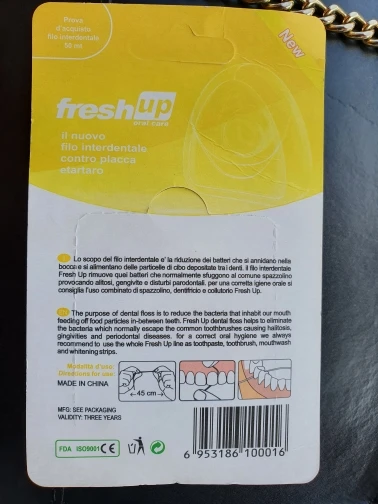 Prova
d'acquisto
filo interdentale
50 mt
New
fresh up
oral care
il nuovo
filo interdentale
contro placca
etartaro
Lo scopo del filo interdentale e' la riduzione dei batteri che si annidano nella
bocca e si alimentano delle particelle di cibo depositate tra i denti. Il filo interdentale
Fresh Up rimuove quei batteri che normalmente sfuggono al comune spazzolino
provocando alitosi, gengivite e disturbi parodontali. per una corretta igiene orale si
consiglia l'uso combinato di spazzolino, dentifricio e collutorio Fresh Up.
The purpose of dental floss is to reduce the bacteria that inhabit our mouth
feeding off food particles in-between teeth. Fresh Up dental floss helps to eliminate
the bacteria which normally escape the common toothbrushes causing halitosis,
gingivities and periodontal diseases. for a correct oral hygiene we always
recommend to use the whole Fresh Up line as toothpaste, toothbrush, mouthwash
and whitening strips.
Modalità d'uso:
Directions for use:
MADE IN CHINA
45 cm
MFG: SEE PACKAGING
VALIDITY: THREE YEARS
FDA ISO9001 CE
6 953186 100016